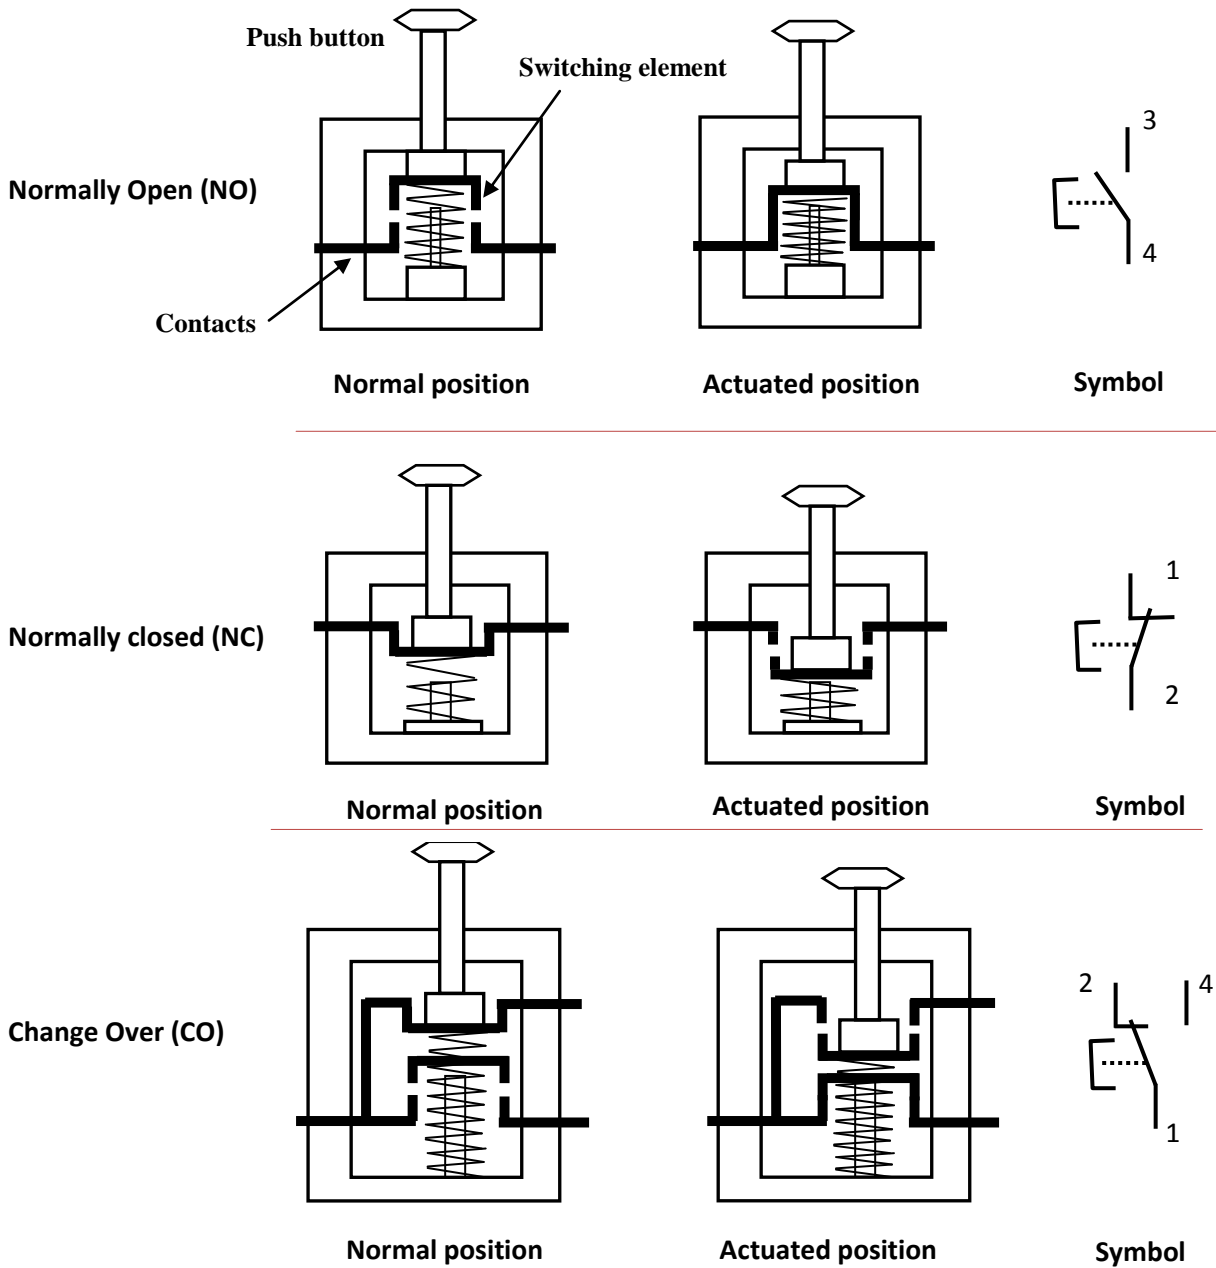 Push button
Switching element
3
Normally Open (NO)
4
Contacts
Normal position
Actuated position
Symbol
1
Normally closed (NC)
2
Normal position
Actuated position
Symbol
2
4
Change Over (CO)
1
Normal position
Actuated position
Symbol